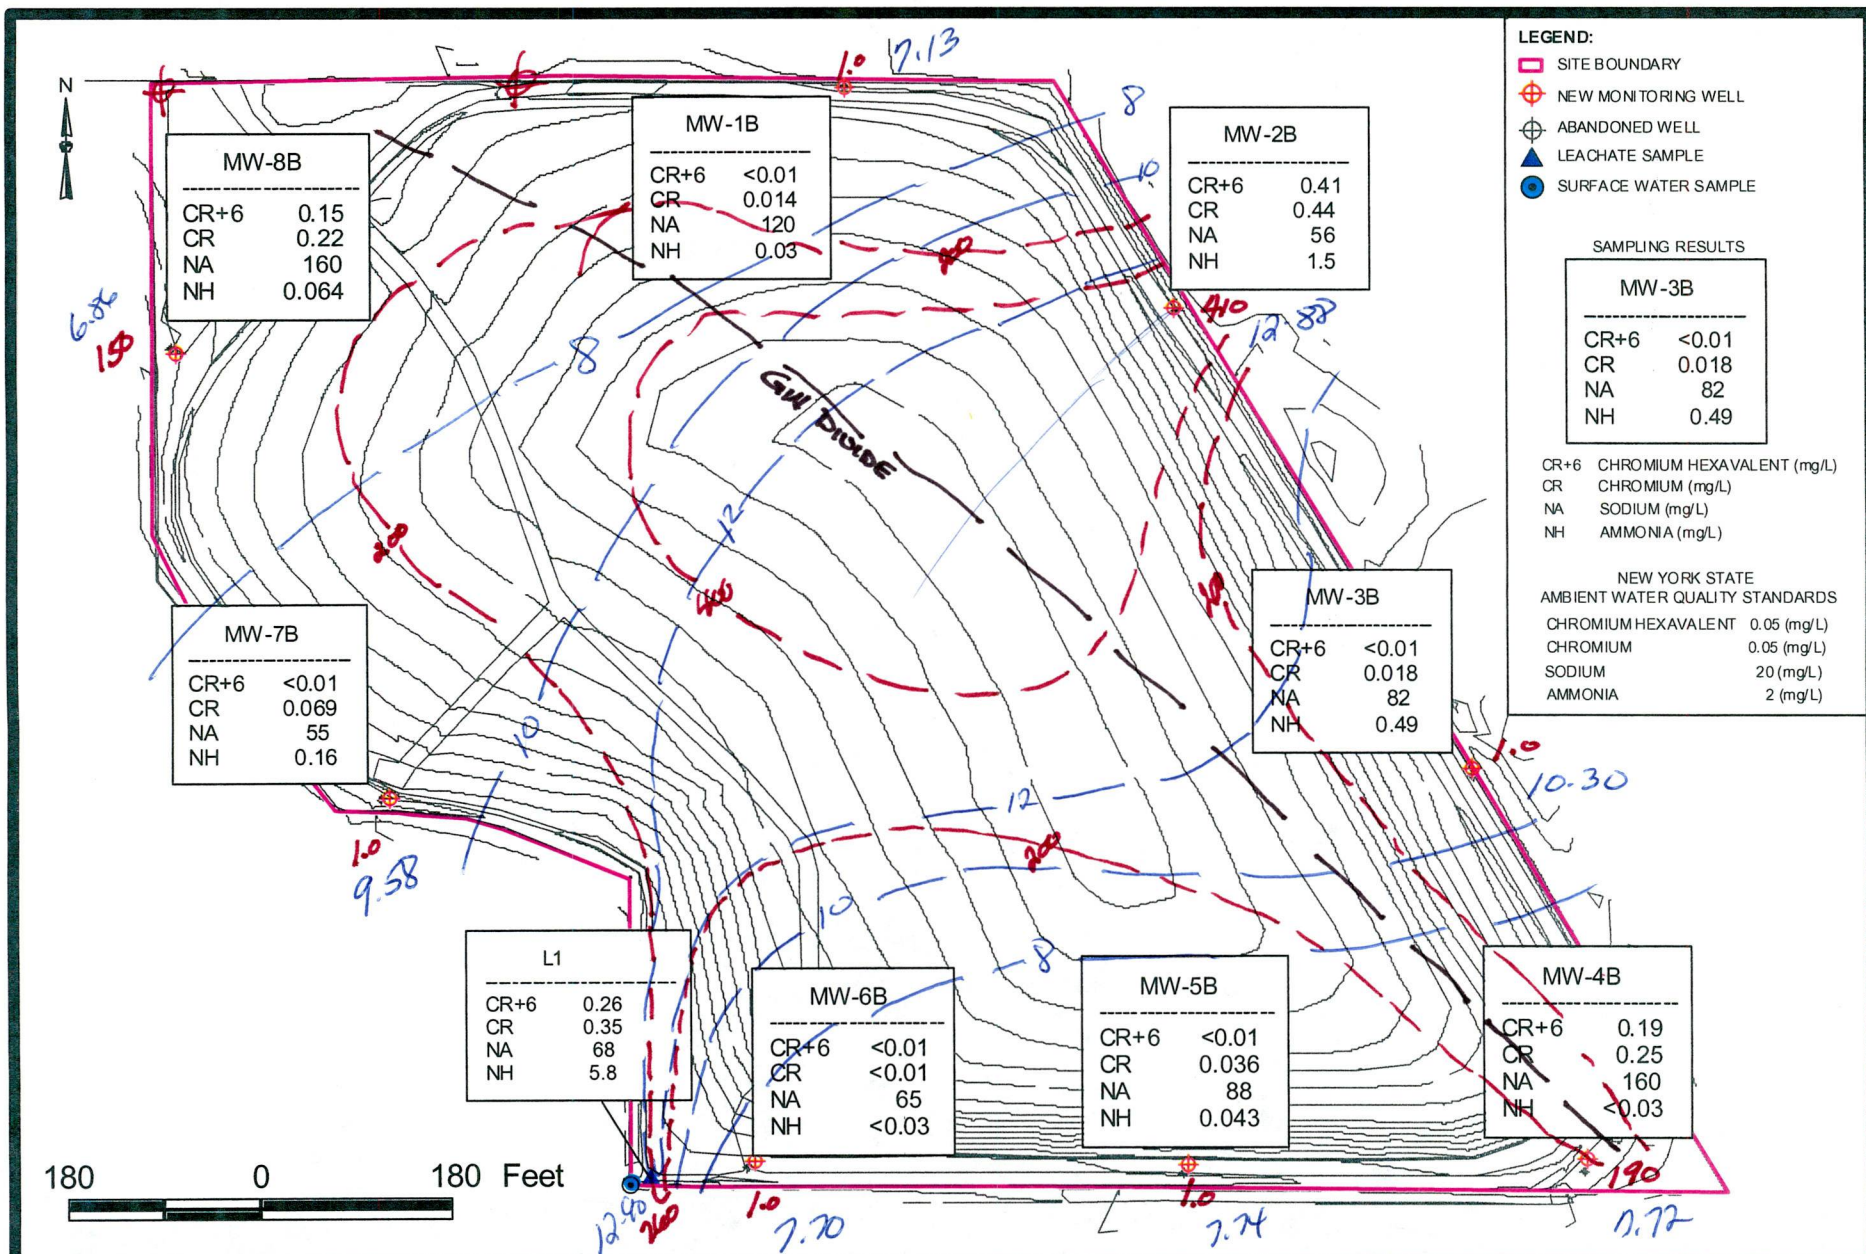 LEGEND:
SITE BOUNDARY
NEW MONITORING WELL
ABANDONED WELL
LEACHATE SAMPLE
SURFACE WATER SAMPLE
SAMPLING RESULTS
MW-3B
CR+6 <0.01
CR 0.018
NA 82
NH 0.49
CR+6 CHROMIUM HEXAVALENT (mg/L)
CR CHROMIUM (mg/L)
NA SODIUM (mg/L)
NH AMMONIA (mg/L)
NEW YORK STATE
AMBIENT WATER QUALITY STANDARDS
CHROMIUM HEXAVALENT 0.05 (mg/L)
CHROMIUM 0.05 (mg/L)
SODIUM 20 (mg/L)
AMMONIA 2 (mg/L)
N
1.0
7.13
8
10
MW-8B
CR+6 0.15
CR 0.22
NA 160
NH 0.064
MW-1B
CR+6 <0.01
CR 0.014
NA 120
NH 0.03
MW-2B
CR+6 0.41
CR 0.44
NA 56
NH 1.5
200
410
12.88
6.86
150
8
GW DIVIDE
12
200
400
MW-7B
CR+6 <0.01
CR 0.069
NA 55
NH 0.16
MW-3B
CR+6 <0.01
CR 0.018
NA 82
NH 0.49
10
12
1.0
10.30
1.0
9.58
200
10
8
L1
CR+6 0.26
CR 0.35
NA 68
NH 5.8
MW-6B
CR+6 <0.01
CR <0.01
NA 65
NH <0.03
MW-5B
CR+6 <0.01
CR 0.036
NA 88
NH 0.043
MW-4B
CR+6 0.19
CR 0.25
NA 160
NH <0.03
180 0 180 Feet
12.90
260
1.0
7.70
1.0
7.74
190
7.72